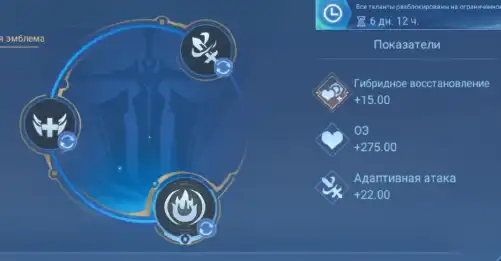 Все таланты разблокированы на ограниченное
6 дн. 12 ч.
я эмблема
Показатели
Гибридное восстановление
+15.00
ОЗ
+275.00
Адаптивная атака
+22.00